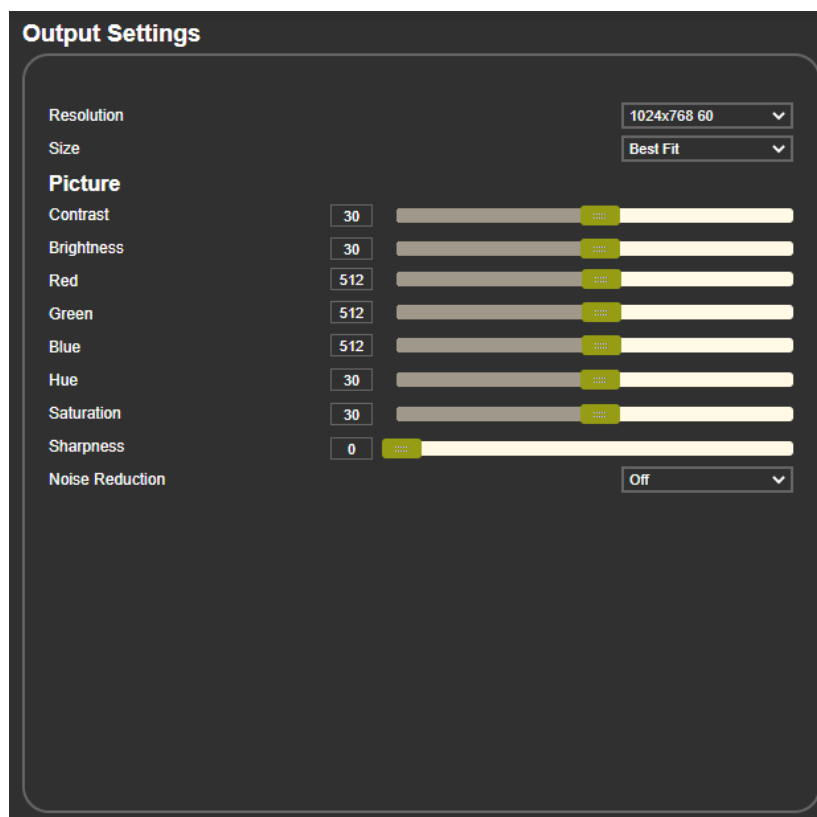 Output Settings
Resolution 1024x768 60
Size Best Fit
Picture
Contrast 30
Brightness 30
Red 512
Green 512
Blue 512
Hue 30
Saturation 30
Sharpness 0
Noise Reduction Off